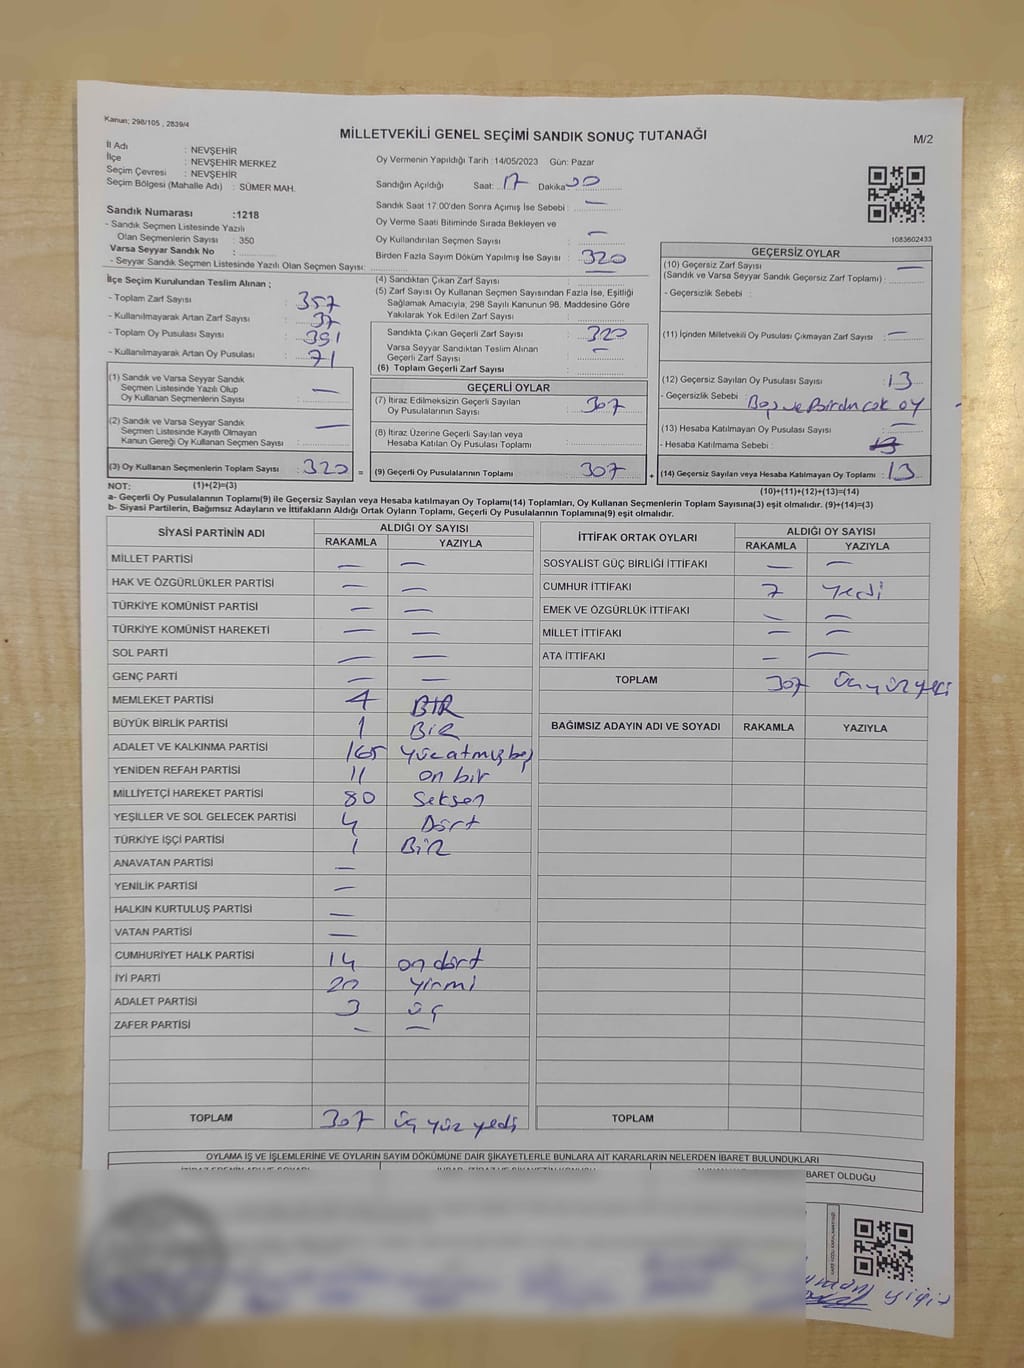 Kanun; 298/105 , 2839/4
MİLLETVEKİLİ GENEL SEÇİMİ SANDIK SONUÇ TUTANAĞI
M/2
İl Adı : NEVŞEHİR
İlçe : NEVŞEHİR MERKEZ
Seçim Çevresi : NEVŞEHİR
Seçim Bölgesi (Mahalle Adı) : SÜMER MAH.
Sandık Numarası :1218
- Sandık Seçmen Listesinde Yazılı
Olan Seçmenlerin Sayısı : 350
Varsa Seyyar Sandık No :
- Seyyar Sandık Seçmen Listesinde Yazılı Olan Seçmen Sayısı:
Oy Vermenin Yapıldığı Tarih : 14/05/2023 Gün: Pazar
Sandığın Açıldığı Saat: 17 Dakika 00
Sandık Saat 17:00'den Sonra Açımış İse Sebebi : —
Oy Verme Saati Bitiminde Sırada Bekleyen ve
Oy Kullandırılan Seçmen Sayısı : —
Birden Fazla Sayım Döküm Yapılmış İse Sayısı : 320
1083602433
İlçe Seçim Kurulundan Teslim Alınan ;
- Toplam Zarf Sayısı : 357
- Kullanılmayarak Artan Zarf Sayısı : 37
- Toplam Oy Pusulası Sayısı : 391
- Kullanılmayarak Artan Oy Pusulası : 71
(4) Sandıktan Çıkan Zarf Sayısı : —
(5) Zarf Sayısı Oy Kullanan Seçmen Sayısından Fazla İse, Eşitliği
Sağlamak Amacıyla, 298 Sayılı Kanunun 98. Maddesine Göre
Yakılarak Yok Edilen Zarf Sayısı :
Sandıkta Çıkan Geçerli Zarf Sayısı : 320
Varsa Seyyar Sandıktan Teslim Alınan
Geçerli Zarf Sayısı : —
(6) Toplam Geçerli Zarf Sayısı :
GEÇERSİZ OYLAR
(10) Geçersiz Zarf Sayısı —
(Sandık ve Varsa Seyyar Sandık Geçersiz Zarf Toplamı) :
- Geçersizlik Sebebi :
(11) İçinden Milletvekili Oy Pusulası Çıkmayan Zarf Sayısı : —
(12) Geçersiz Sayılan Oy Pusulası Sayısı : 13
- Geçersizlik Sebebi Boş ve Birden çok oy
(13) Hesaba Katılmayan Oy Pusulası Sayısı : —
- Hesaba Katılmama Sebebi : 13
(14) Geçersiz Sayılan veya Hesaba Katılmayan Oy Toplamı : 13
(10)+(11)+(12)+(13)=(14)
(1) Sandık ve Varsa Seyyar Sandık
Seçmen Listesinde Yazılı Olup
Oy Kullanan Seçmenlerin Sayısı : —
(2) Sandık ve Varsa Seyyar Sandık
Seçmen Listesinde Kayıtlı Olmayan
Kanun Gereği Oy Kullanan Seçmen Sayısı : —
(3) Oy Kullanan Seçmenlerin Toplam Sayısı : 320 =
GEÇERLİ OYLAR
(7) İtiraz Edilmeksizin Geçerli Sayılan
Oy Pusulalarının Sayısı : 307
(8) İtiraz Üzerine Geçerli Sayılan veya
Hesaba Katılan Oy Pusulası Toplamı :
(9) Geçerli Oy Pusulalarının Toplamı : 307 +
NOT: (1)+(2)=(3)
a- Geçerli Oy Pusulalarının Toplamı(9) ile Geçersiz Sayılan veya Hesaba katılmayan Oy Toplamı(14) Toplamları, Oy Kullanan Seçmenlerin Toplam Sayısına(3) eşit olmalıdır. (9)+(14)=(3)
b- Siyasi Partilerin, Bağımsız Adayların ve İttifakların Aldığı Ortak Oyların Toplamı, Geçerli Oy Pusulalarının Toplamına(9) eşit olmalıdır.
SİYASİ PARTİNİN ADI ALDIĞI OY SAYISI
RAKAMLA YAZIYLA
MİLLET PARTİSİ — —
HAK VE ÖZGÜRLÜKLER PARTİSİ — —
TÜRKİYE KOMÜNİST PARTİSİ — —
TÜRKİYE KOMÜNİST HAREKETİ — —
SOL PARTİ — —
GENÇ PARTİ — —
MEMLEKET PARTİSİ 1 BİR
BÜYÜK BİRLİK PARTİSİ 1 BİR
ADALET VE KALKINMA PARTİSİ 165 yüz atmış beş
YENİDEN REFAH PARTİSİ 11 on bir
MİLLİYETÇİ HAREKET PARTİSİ 80 Seksen
YEŞİLLER VE SOL GELECEK PARTİSİ 4 Dört
TÜRKİYE İŞÇİ PARTİSİ 1 BİR
ANAVATAN PARTİSİ —
YENİLİK PARTİSİ —
HALKIN KURTULUŞ PARTİSİ —
VATAN PARTİSİ —
CUMHURİYET HALK PARTİSİ 14 on dört
İYİ PARTİ 20 yirmi
ADALET PARTİSİ 3 üç
ZAFER PARTİSİ — —
TOPLAM 307 üç yüz yedi
İTTİFAK ORTAK OYLARI ALDIĞI OY SAYISI
RAKAMLA YAZIYLA
SOSYALİST GÜÇ BİRLİĞİ İTTİFAKI — —
CUMHUR İTTİFAKI 7 yedi
EMEK VE ÖZGÜRLÜK İTTİFAKI — —
MİLLET İTTİFAKI — —
ATA İTTİFAKI — —
TOPLAM 307 üç yüz yedi
BAĞIMSIZ ADAYIN ADI VE SOYADI RAKAMLA YAZIYLA
TOPLAM
OYLAMA İŞ VE İŞLEMLERİNE VE OYLARIN SAYIM DÖKÜMÜNE DAİR ŞİKAYETLERLE BUNLARA AİT KARARLARIN NELERDEN İBARET BULUNDUKLARI
İBARET OLDUĞU
yiğit